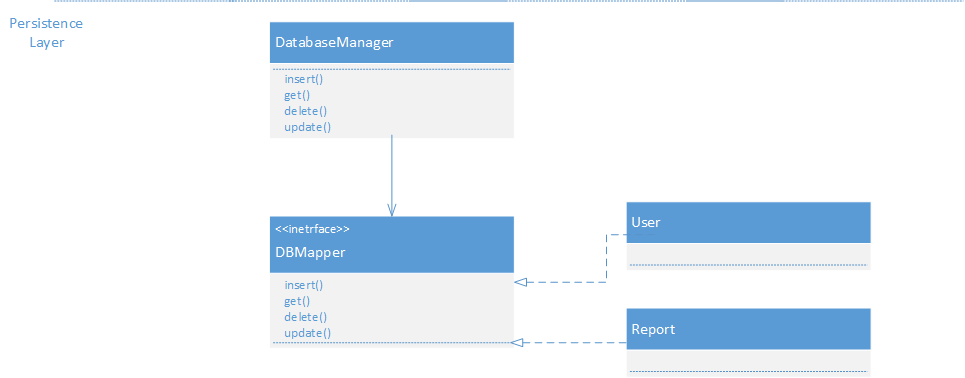 Persistence
Layer
DatabaseManager
insert()
get()
delete()
update()
<<inetrface>>
DBMapper
insert()
get()
delete()
update()
User
Report